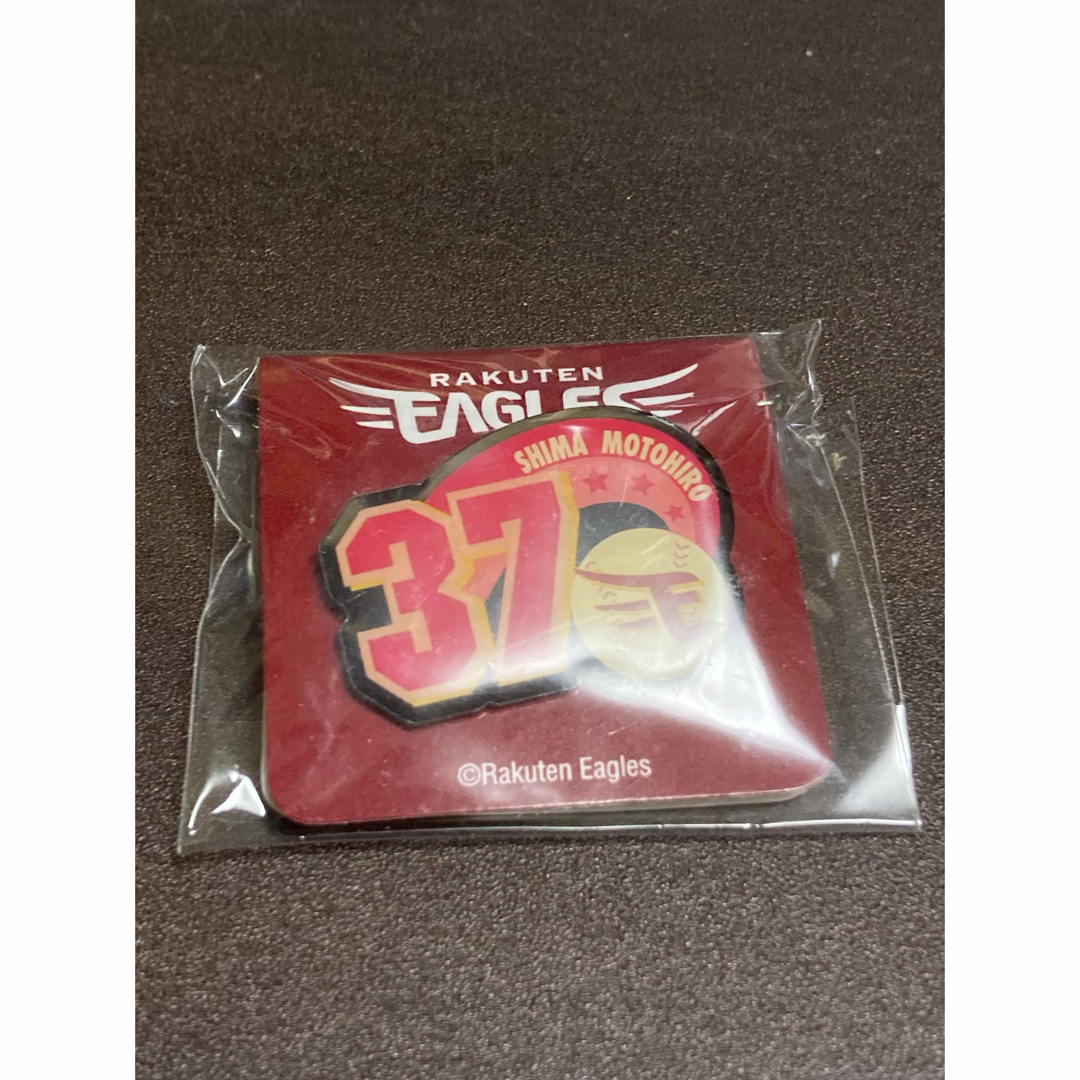 RAKUTEN
EAGLES
SHIMA MOTOHIRO
37
©Rakuten Eagles